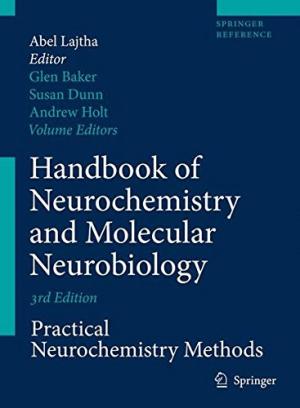 SPRINGER
REFERENCE
Abel Lajtha
Editor
Glen Baker
Susan Dunn
Andrew Holt
Volume Editors
Handbook of
Neurochemistry
and Molecular
Neurobiology
3rd Edition
Practical
Neurochemistry Methods
Springer